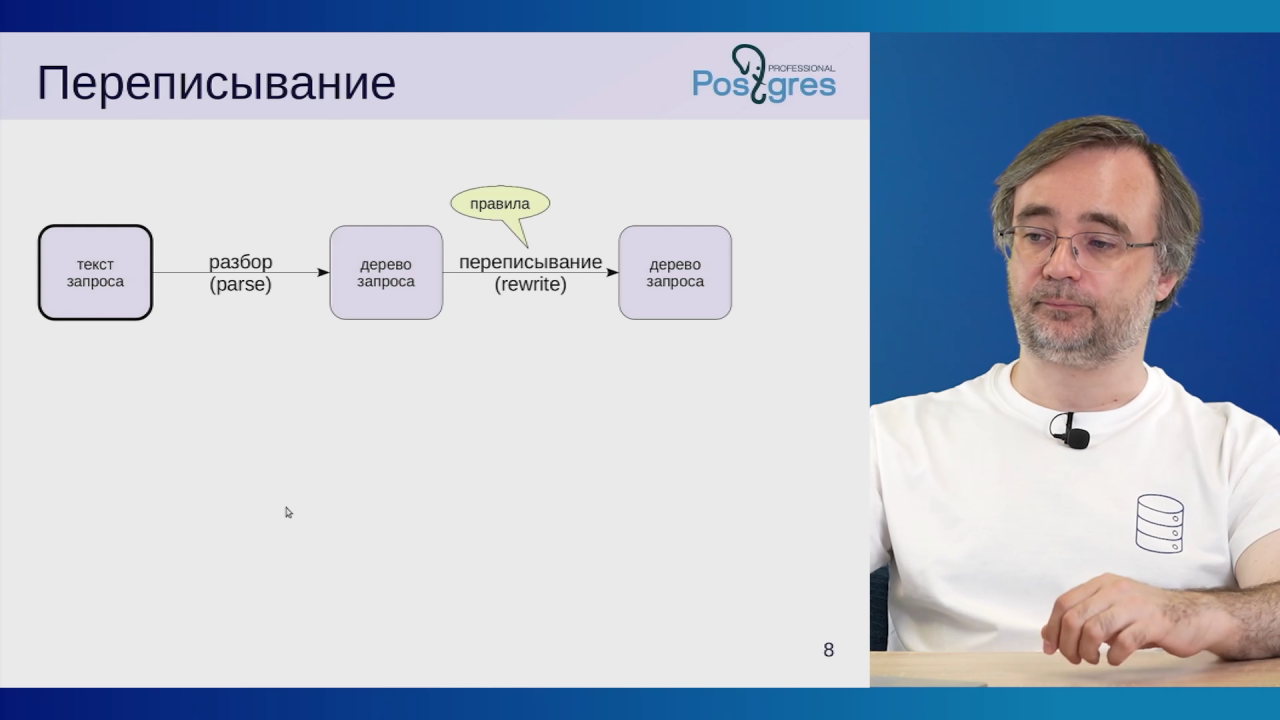 Переписывание
PROFESSIONAL
Postgres
правила
текст
запроса
разбор
(parse)
дерево
запроса
переписывание
(rewrite)
дерево
запроса
8